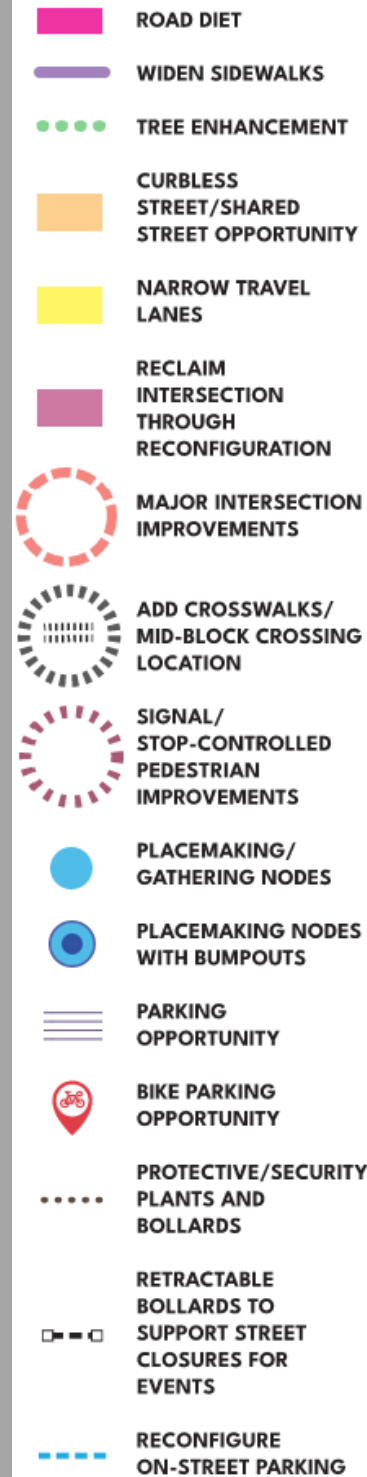 ROAD DIET
WIDEN SIDEWALKS
TREE ENHANCEMENT
CURBLESS
STREET/SHARED
STREET OPPORTUNITY
NARROW TRAVEL
LANES
RECLAIM
INTERSECTION
THROUGH
RECONFIGURATION
MAJOR INTERSECTION
IMPROVEMENTS
ADD CROSSWALKS/
MID-BLOCK CROSSING
LOCATION
SIGNAL/
STOP-CONTROLLED
PEDESTRIAN
IMPROVEMENTS
PLACEMAKING/
GATHERING NODES
PLACEMAKING NODES
WITH BUMPOUTS
PARKING
OPPORTUNITY
BIKE PARKING
OPPORTUNITY
PROTECTIVE/SECURITY
PLANTS AND
BOLLARDS
RETRACTABLE
BOLLARDS TO
SUPPORT STREET
CLOSURES FOR
EVENTS
RECONFIGURE
ON-STREET PARKING